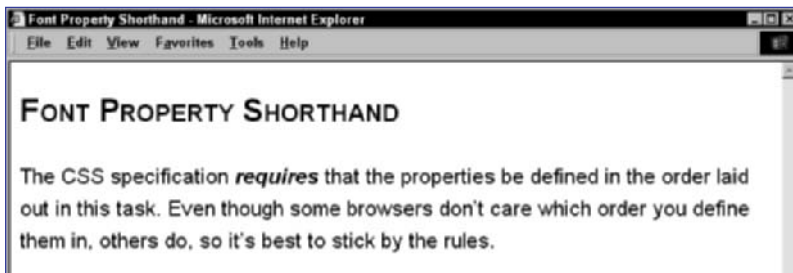 Font Property Shorthand - Microsoft Internet Explorer
File Edit View Favorites Tools Help
FONT PROPERTY SHORTHAND
The CSS specification requires that the properties be defined in the order laid
out in this task. Even though some browsers don't care which order you define
them in, others do, so it's best to stick by the rules.